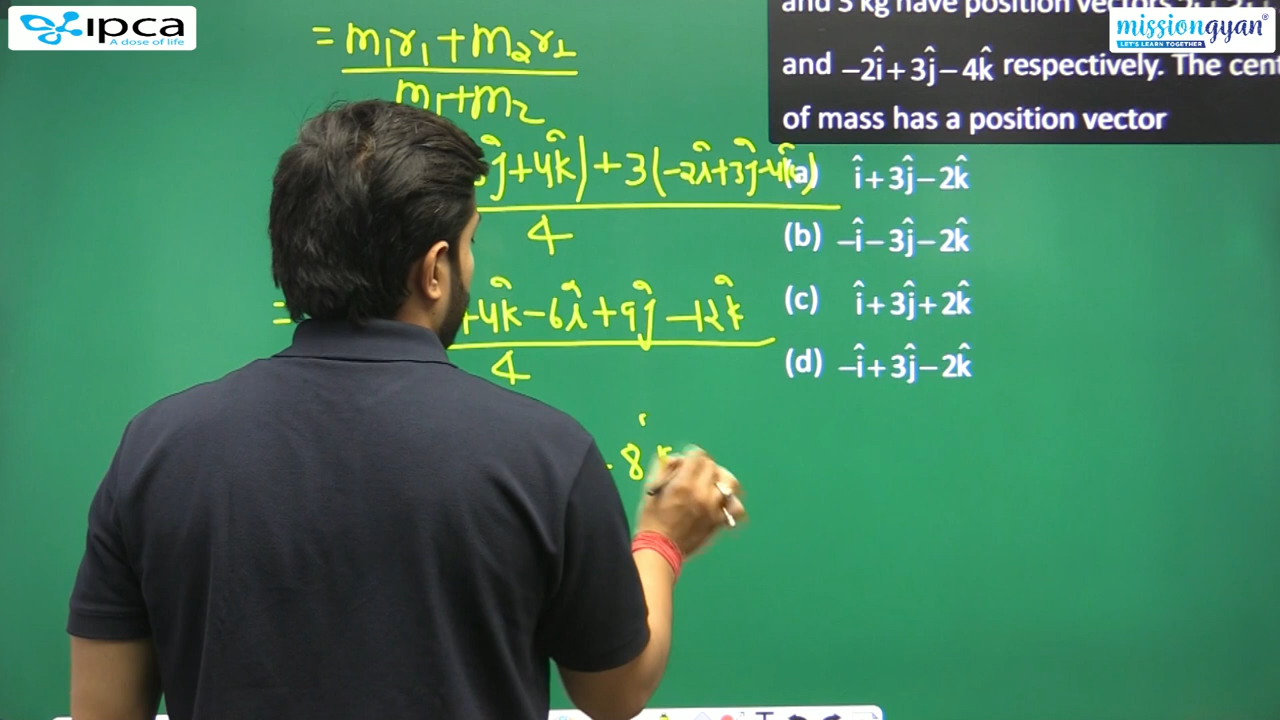 ipca
A dose of life
missiongyan
LET'S LEARN TOGETHER
and 3 kg have position vectors
and −2î+3ĵ−4k̂ respectively. The cent
of mass has a position vector
(a) î+3ĵ−2k̂
(b) −î−3ĵ−2k̂
(c) î+3ĵ+2k̂
(d) −î+3ĵ−2k̂
= m₁r₁+m₂r₂
m₁+m₂
ĵ+4k̂)+3(-2î+3ĵ-4k̂)
4
=
+4k̂-6î+9ĵ-12k̂
4
8